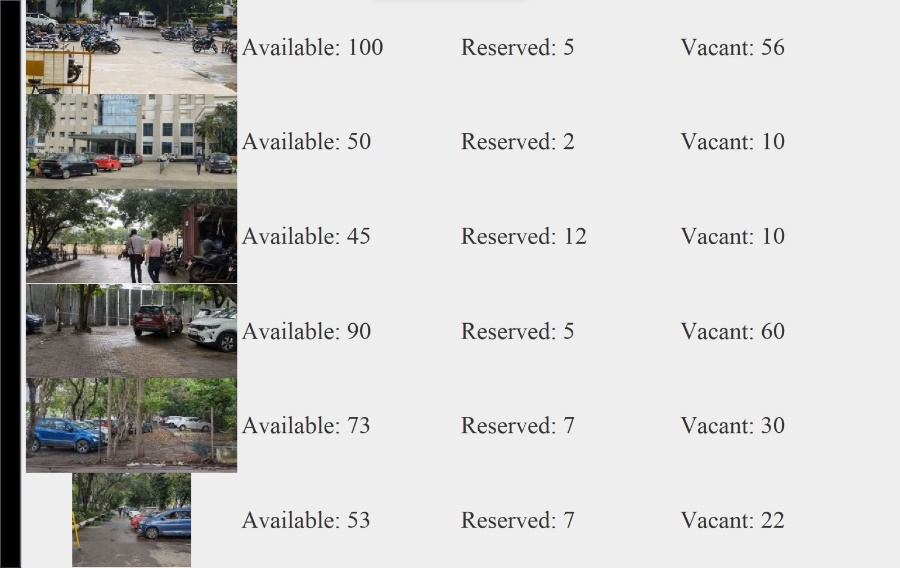 Available: 100 Reserved: 5 Vacant: 56
Available: 50 Reserved: 2 Vacant: 10
Available: 45 Reserved: 12 Vacant: 10
Available: 90 Reserved: 5 Vacant: 60
Available: 73 Reserved: 7 Vacant: 30
Available: 53 Reserved: 7 Vacant: 22